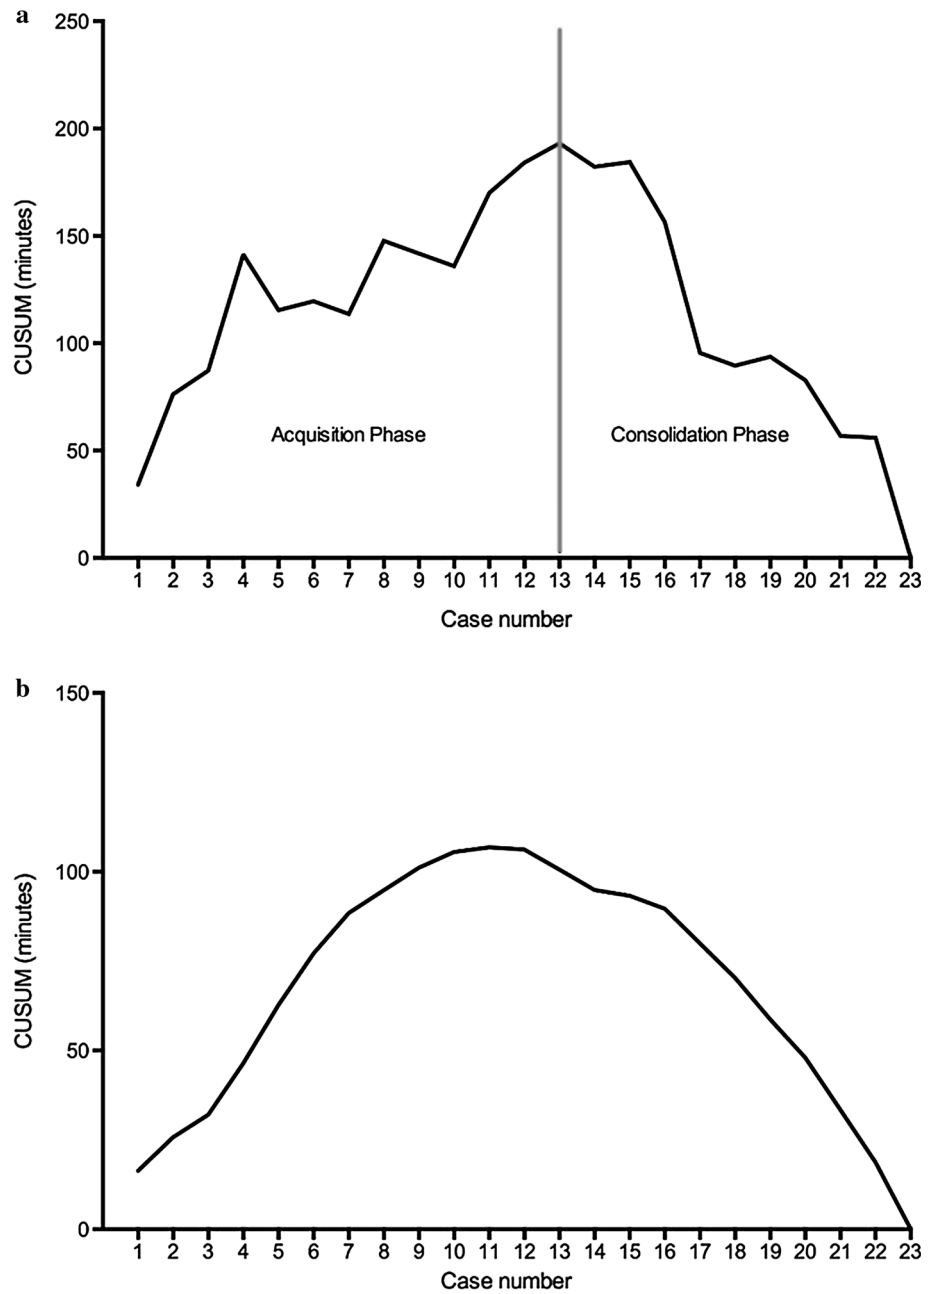 a
250
200
150
100
50
0
CUSUM (minutes)
Acquisition Phase
Consolidation Phase
1 2 3 4 5 6 7 8 9 10 11 12 13 14 15 16 17 18 19 20 21 22 23
Case number
b
150
100
50
0
CUSUM (minutes)
1 2 3 4 5 6 7 8 9 10 11 12 13 14 15 16 17 18 19 20 21 22 23
Case number